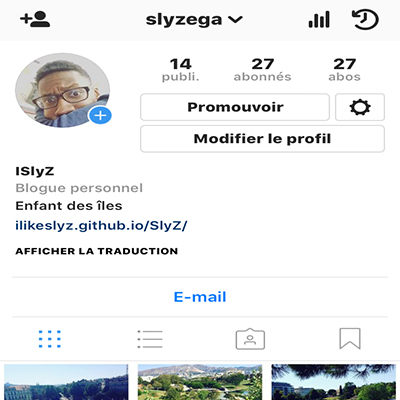 slyzega
14 27 27
publi. abonnés abos
Promouvoir
Modifier le profil
ISlyZ
Blogue personnel
Enfant des îles
ilikeslyz.github.io/SlyZ/
AFFICHER LA TRADUCTION
E-mail